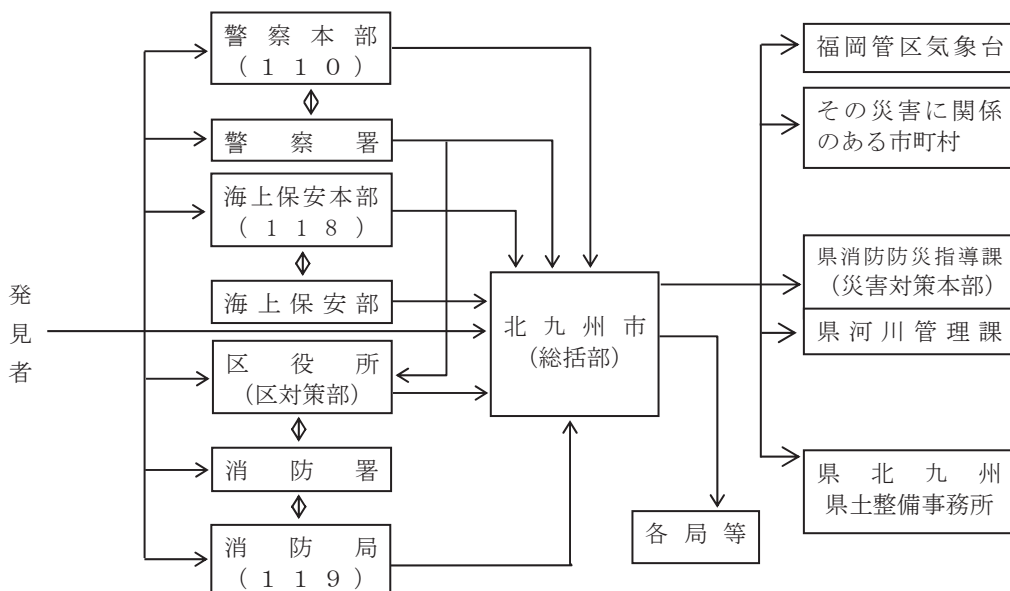 発見者
警察本部
(110)
警察署
海上保安本部
(118)
海上保安部
区役所
(区対策部)
消防署
消防局
(119)
北九州市
(総括部)
各局等
福岡管区気象台
その災害に関係
のある市町村
県消防防災指導課
(災害対策本部)
県河川管理課
県北九州
県土整備事務所